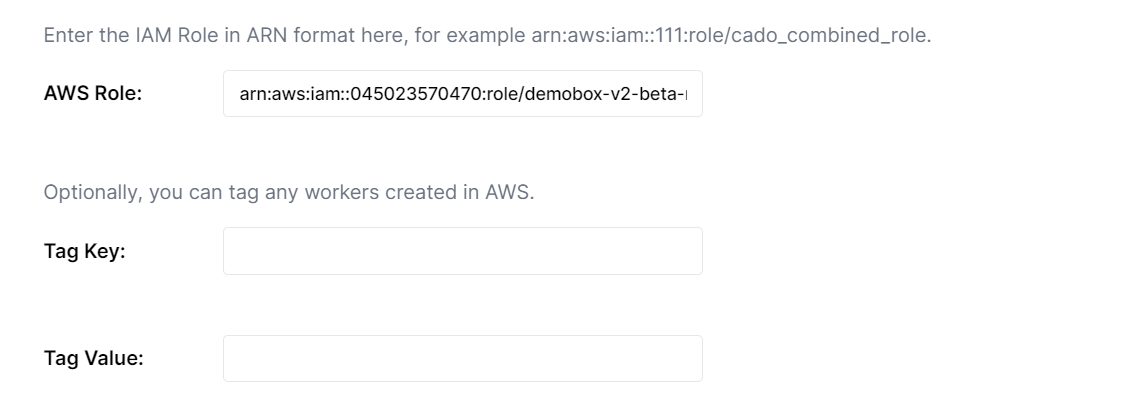 Enter the IAM Role in ARN format here, for example arn:aws:iam::111:role/cado_combined_role.
AWS Role: arn:aws:iam::045023570470:role/demobox-v2-beta-
Optionally, you can tag any workers created in AWS.
Tag Key:
Tag Value: